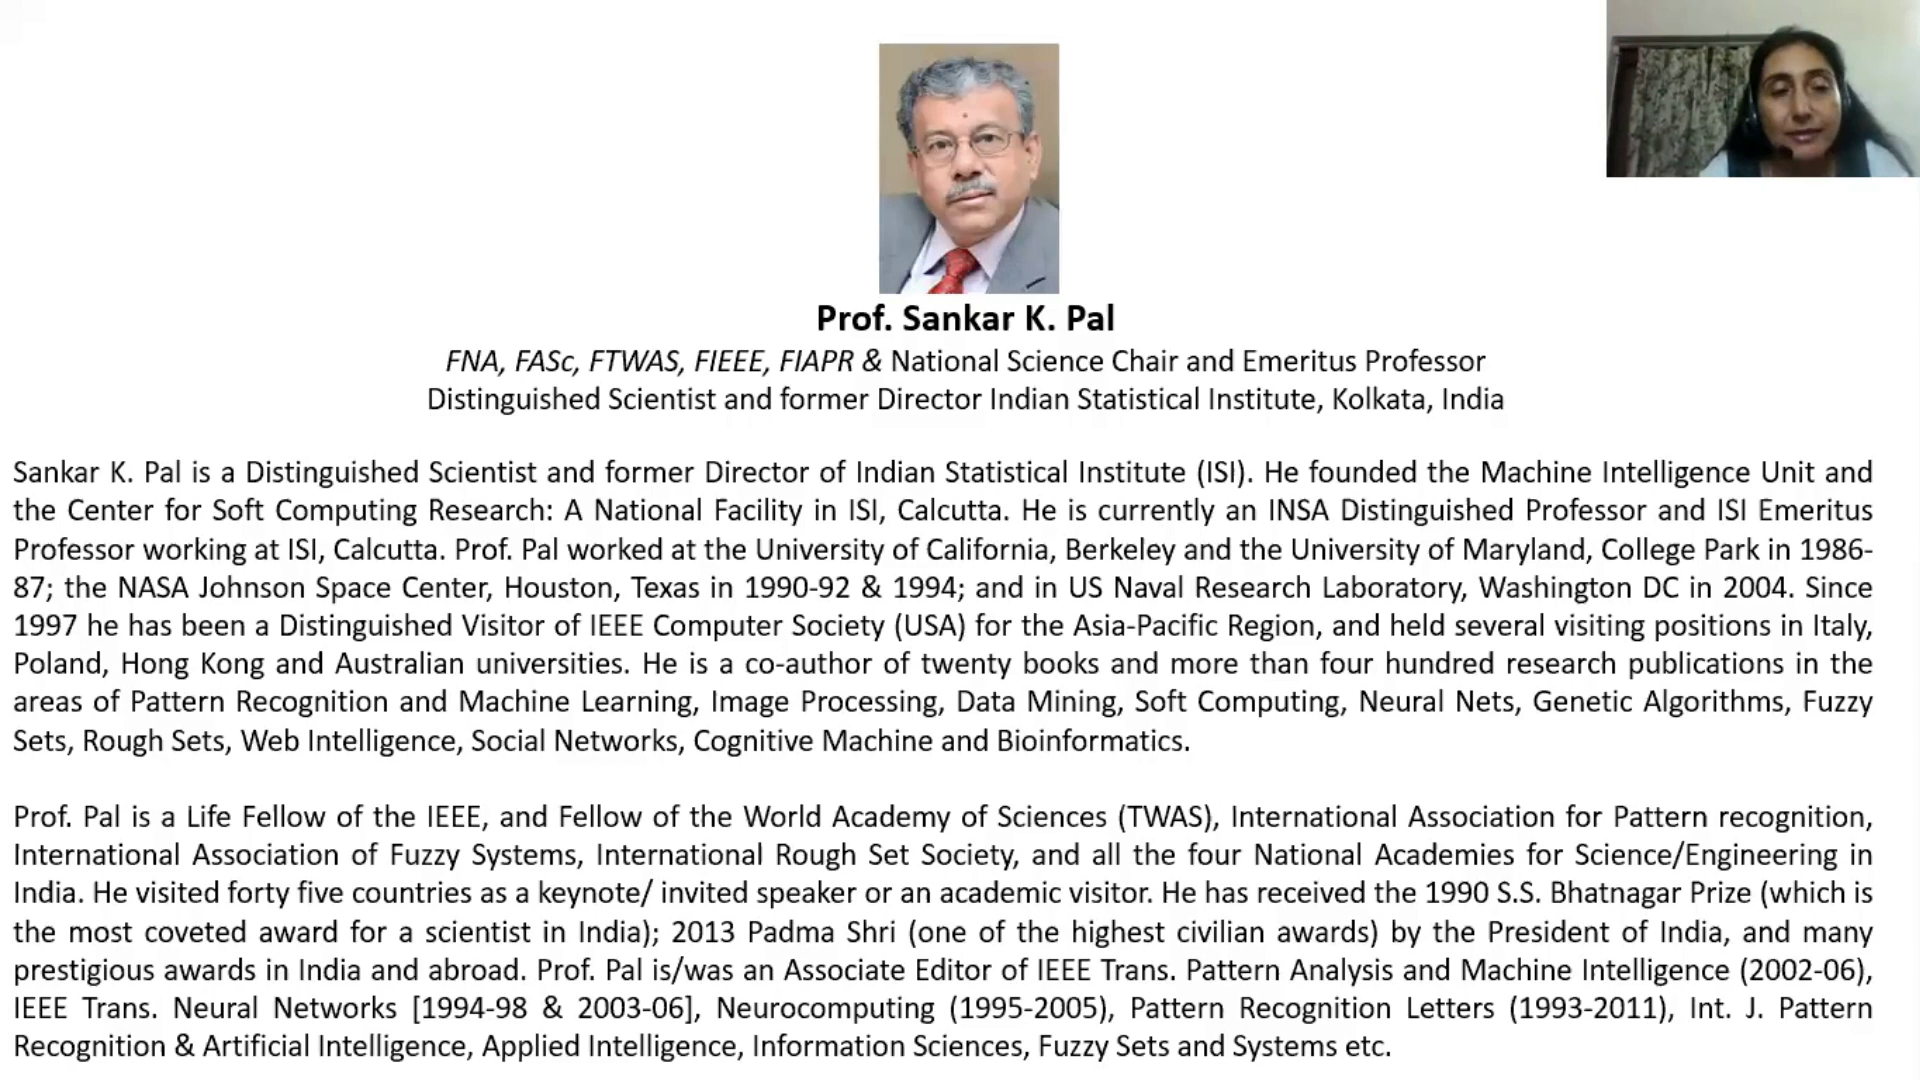 Prof. Sankar K. Pal
FNA, FASc, FTWAS, FIEEE, FIAPR & National Science Chair and Emeritus Professor
Distinguished Scientist and former Director Indian Statistical Institute, Kolkata, India
Sankar K. Pal is a Distinguished Scientist and former Director of Indian Statistical Institute (ISI). He founded the Machine Intelligence Unit and
the Center for Soft Computing Research: A National Facility in ISI, Calcutta. He is currently an INSA Distinguished Professor and ISI Emeritus
Professor working at ISI, Calcutta. Prof. Pal worked at the University of California, Berkeley and the University of Maryland, College Park in 1986-
87; the NASA Johnson Space Center, Houston, Texas in 1990-92 & 1994; and in US Naval Research Laboratory, Washington DC in 2004. Since
1997 he has been a Distinguished Visitor of IEEE Computer Society (USA) for the Asia-Pacific Region, and held several visiting positions in Italy,
Poland, Hong Kong and Australian universities. He is a co-author of twenty books and more than four hundred research publications in the
areas of Pattern Recognition and Machine Learning, Image Processing, Data Mining, Soft Computing, Neural Nets, Genetic Algorithms, Fuzzy
Sets, Rough Sets, Web Intelligence, Social Networks, Cognitive Machine and Bioinformatics.
Prof. Pal is a Life Fellow of the IEEE, and Fellow of the World Academy of Sciences (TWAS), International Association for Pattern recognition,
International Association of Fuzzy Systems, International Rough Set Society, and all the four National Academies for Science/Engineering in
India. He visited forty five countries as a keynote/ invited speaker or an academic visitor. He has received the 1990 S.S. Bhatnagar Prize (which is
the most coveted award for a scientist in India); 2013 Padma Shri (one of the highest civilian awards) by the President of India, and many
prestigious awards in India and abroad. Prof. Pal is/was an Associate Editor of IEEE Trans. Pattern Analysis and Machine Intelligence (2002-06),
IEEE Trans. Neural Networks [1994-98 & 2003-06], Neurocomputing (1995-2005), Pattern Recognition Letters (1993-2011), Int. J. Pattern
Recognition & Artificial Intelligence, Applied Intelligence, Information Sciences, Fuzzy Sets and Systems etc.